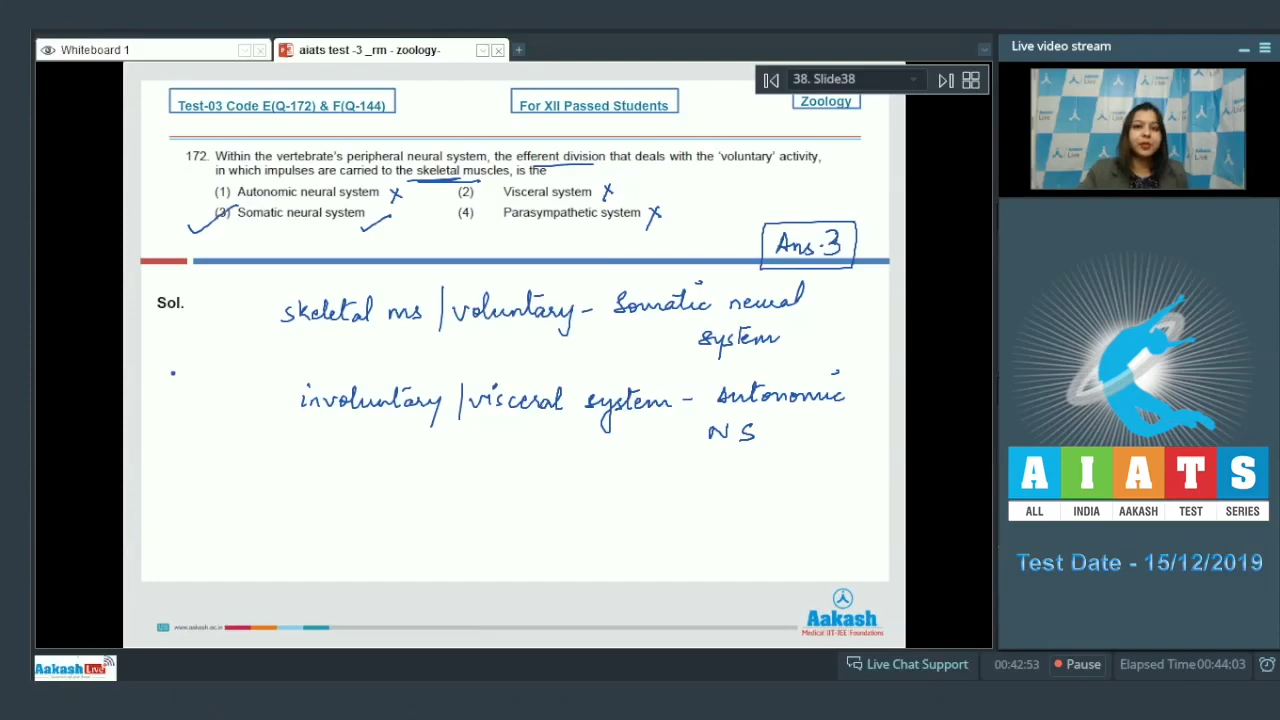 Whiteboard 1
aiats test -3 _rm - zoology-
Live video stream
38. Slide38
Test-03 Code E(Q-172) & F(Q-144)
For XII Passed Students
Zoology
172. Within the vertebrate's peripheral neural system, the efferent division that deals with the 'voluntary' activity,
in which impulses are carried to the skeletal muscles, is the
(1) Autonomic neural system (2) Visceral system
(3) Somatic neural system (4) Parasympathetic system
Ans. 3
Sol.
skeletal ms / voluntary - Somatic neural
system
involuntary / visceral system - Autonomic
NS
A I A T S
ALL INDIA AAKASH TEST SERIES
Test Date - 15/12/2019
www.aakash.ac.in
Aakash
Medical | IIT-JEE | Foundations
Aakash Live
Live Chat Support
00:42:53
Pause
Elapsed Time 00:44:03